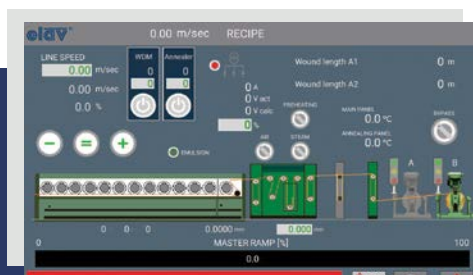 elav®
0.00 m/sec RECIPE
LINE SPEED
0.00 m/sec
0.00 m/sec
0.0 %
WDM
0
0
Annealer
0
0
0 A
0 V act
0 V calc
0 %
Wound length A1 0 m
Wound length A2 0 m
PREHEATING
AIR
STEAM
MAIN PANEL
0.0 °C
ANNEALING PANEL
0.0 °C
BYPASS
EMULSION
A
B
0 0 0 0.0000 mm 0.000 mm
0 MASTER RAMP [%] 100
0.0